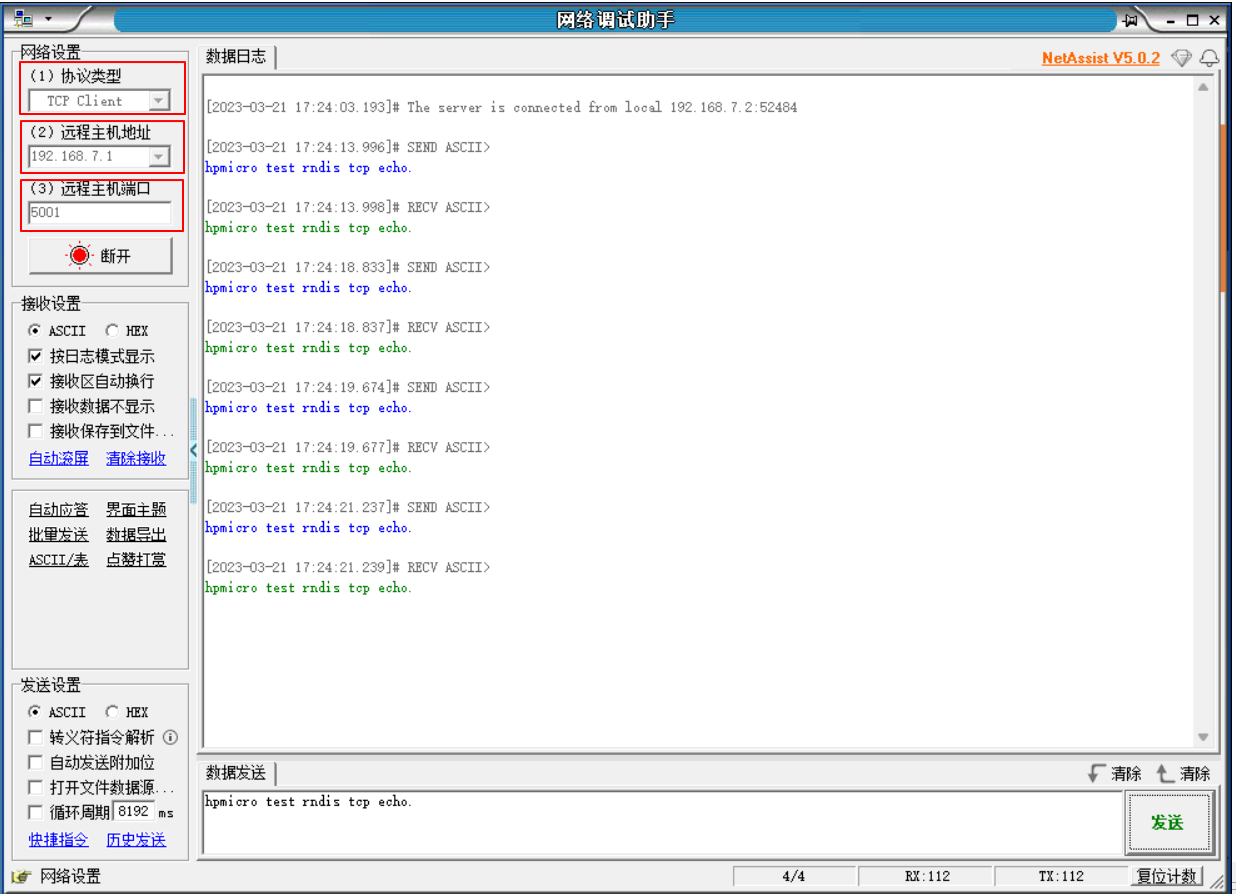 网络调试助手
网络设置
(1) 协议类型
TCP Client
(2) 远程主机地址
192.168.7.1
(3) 远程主机端口
5001
断开
接收设置
ASCII HEX
按日志模式显示
接收区自动换行
接收数据不显示
接收保存到文件...
自动滚屏 清除接收
自动应答 界面主题
批量发送 数据导出
ASCII/表 点赞打赏
发送设置
ASCII HEX
转义符指令解析
自动发送附加位
打开文件数据源...
循环周期 8192 ms
快捷指令 历史发送
数据日志
NetAssist V5.0.2
[2023-03-21 17:24:03.193]# The server is connected from local 192.168.7.2:52484
[2023-03-21 17:24:13.996]# SEND ASCII>
hpmicro test rndis tcp echo.
[2023-03-21 17:24:13.998]# RECV ASCII>
hpmicro test rndis tcp echo.
[2023-03-21 17:24:18.833]# SEND ASCII>
hpmicro test rndis tcp echo.
[2023-03-21 17:24:18.837]# RECV ASCII>
hpmicro test rndis tcp echo.
[2023-03-21 17:24:19.674]# SEND ASCII>
hpmicro test rndis tcp echo.
[2023-03-21 17:24:19.677]# RECV ASCII>
hpmicro test rndis tcp echo.
[2023-03-21 17:24:21.237]# SEND ASCII>
hpmicro test rndis tcp echo.
[2023-03-21 17:24:21.239]# RECV ASCII>
hpmicro test rndis tcp echo.
数据发送
清除 清除
hpmicro test rndis tcp echo.
发送
网络设置
4/4
RX:112
TX:112
复位计数